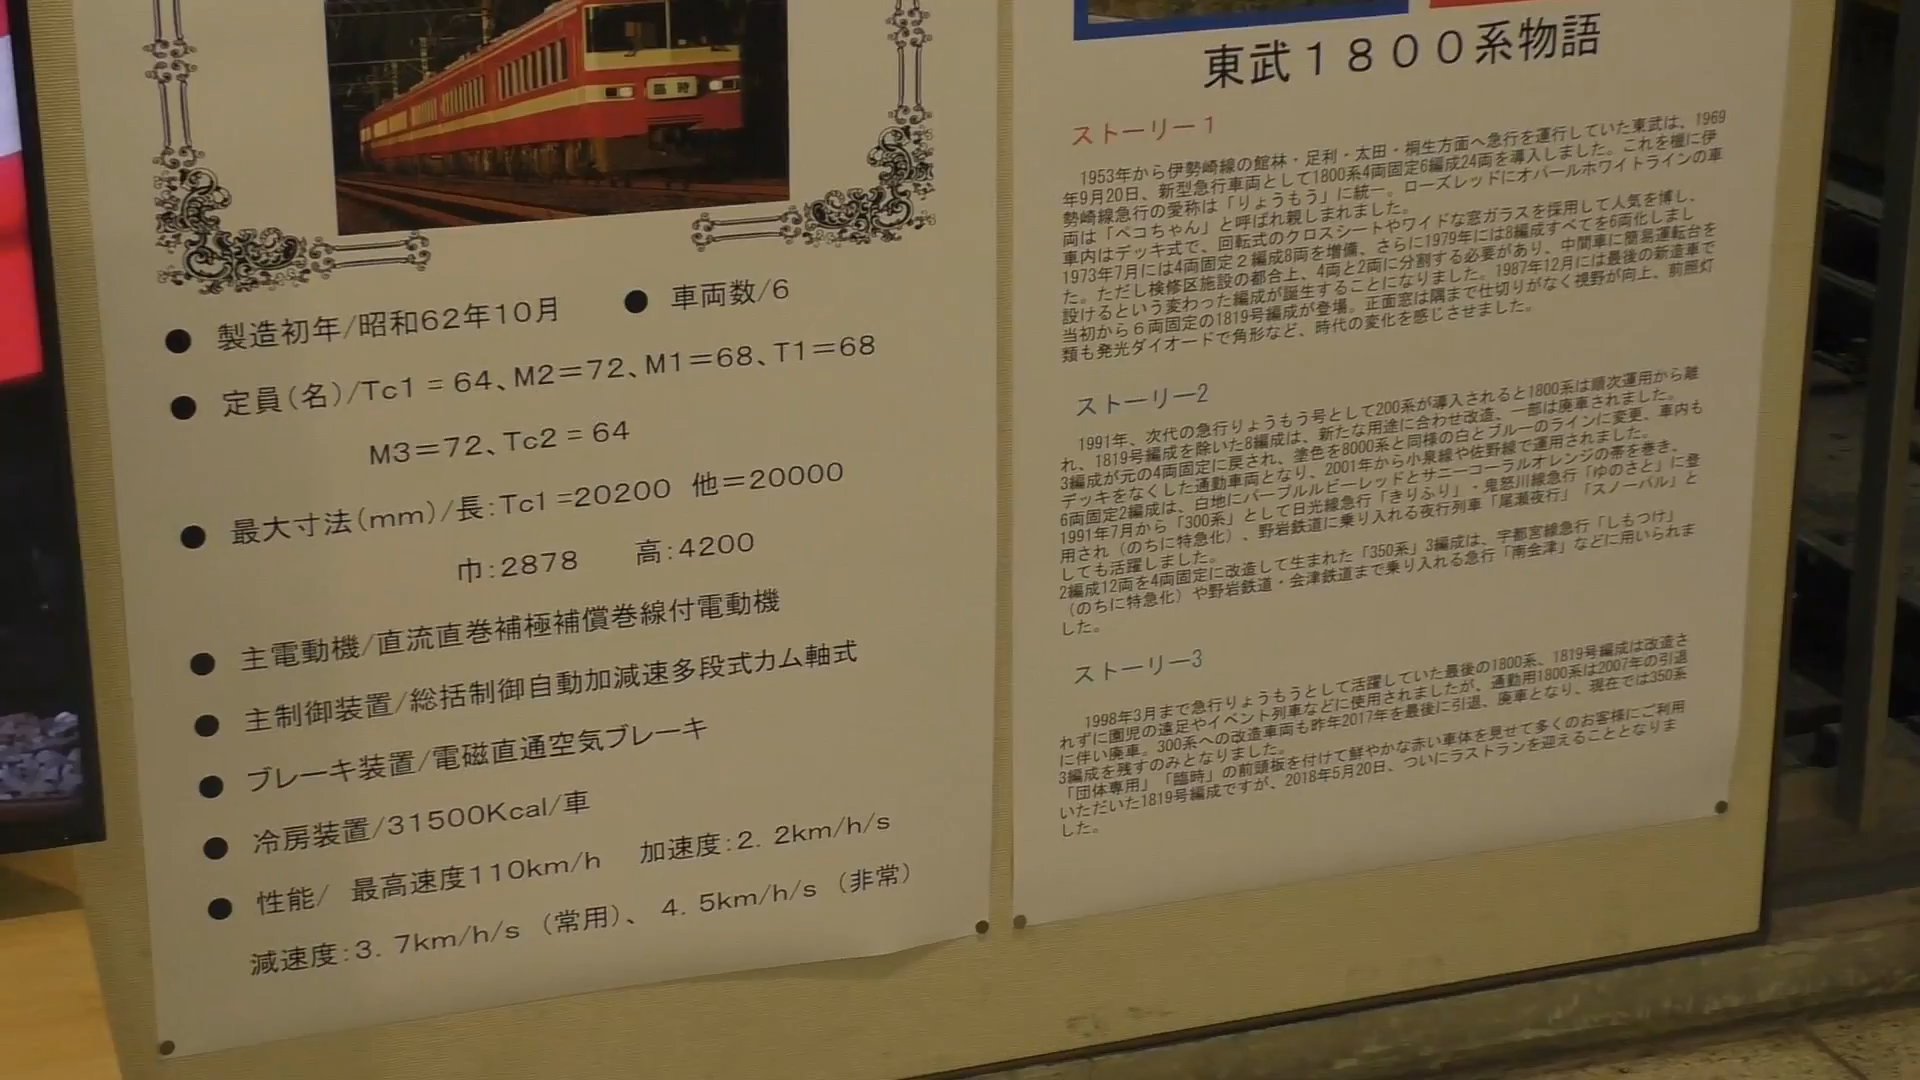 臨時
● 製造初年/昭和62年10月 ● 車両数/6
● 定員(名)/Tc1 = 64、M2=72、M1=68、T1=68
M3=72、Tc2 = 64
● 最大寸法(mm)/長:Tc1 =20200 他=20000
巾:2878 高:4200
● 主電動機/直流直巻補極補償巻線付電動機
● 主制御装置/総括制御自動加減速多段式カム軸式
● ブレーキ装置/電磁直通空気ブレーキ
● 冷房装置/31500Kcal/車
● 性能/ 最高速度110km/h 加速度:2. 2km/h/s
減速度:3. 7km/h/s (常用)、 4. 5km/h/s (非常)
東武1800系物語
ストーリー1
1953年から伊勢崎線の館林・足利・太田・桐生方面へ急行を運行していた東武は、1969
年9月20日、新型急行車両として1800系4両固定6編成24両を導入しました。これを機に伊
勢崎線急行の愛称は「りょうもう」に統一。ローズレッドにオパールホワイトラインの車
両は「ペコちゃん」と呼ばれ親しまれました。
車内はデッキ式で、回転式のクロスシートやワイドな窓ガラスを採用して人気を博し、
1973年7月には4両固定2編成8両を増備、さらに1979年には8編成すべてを6両化しまし
た。ただし検修区施設の都合上、4両と2両に分割する必要があり、中間車に簡易運転台を
設けるという変わった編成が誕生することになりました。1987年12月には最後の新造車で
当初から6両固定の1819号編成が登場。正面窓は隅まで仕切りがなく視野が向上、前照灯
類も発光ダイオードで角形など、時代の変化を感じさせました。
ストーリー2
1991年、次代の急行りょうもう号として200系が導入されると1800系は順次運用から離
れ、1819号編成を除いた8編成は、新たな用途に合わせ改造、一部は廃車されました。
3編成が元の4両固定に戻され、塗色を8000系と同様の白とブルーのラインに変更、車内も
デッキをなくした通勤車両となり、2001年から小泉線や佐野線で運用されました。
6両固定2編成は、白地にパープルルビーレッドとサニーコーラルオレンジの帯を巻き、
1991年7月から「300系」として日光線急行「きりふり」・鬼怒川線急行「ゆのさと」に登
用され(のちに特急化)、野岩鉄道に乗り入れる夜行列車「尾瀬夜行」「スノーパル」と
しても活躍しました。
2編成12両を4両固定に改造して生まれた「350系」3編成は、宇都宮線急行「しもつけ」
(のちに特急化)や野岩鉄道・会津鉄道まで乗り入れる急行「南会津」などに用いられま
した。
ストーリー3
1998年3月まで急行りょうもうとして活躍していた最後の1800系、1819号編成は改造さ
れずに園児の遠足やイベント列車などに使用されましたが、通勤用1800系は2007年の引退
に伴い廃車。300系への改造車両も昨年2017年を最後に引退、廃車となり、現在では350系
3編成を残すのみとなりました。
「団体専用」「臨時」の前頭板を付けて鮮やかな赤い車体を見せて多くのお客様にご利用
いただいた1819号編成ですが、2018年5月20日、ついにラストランを迎えることとなりま
した。